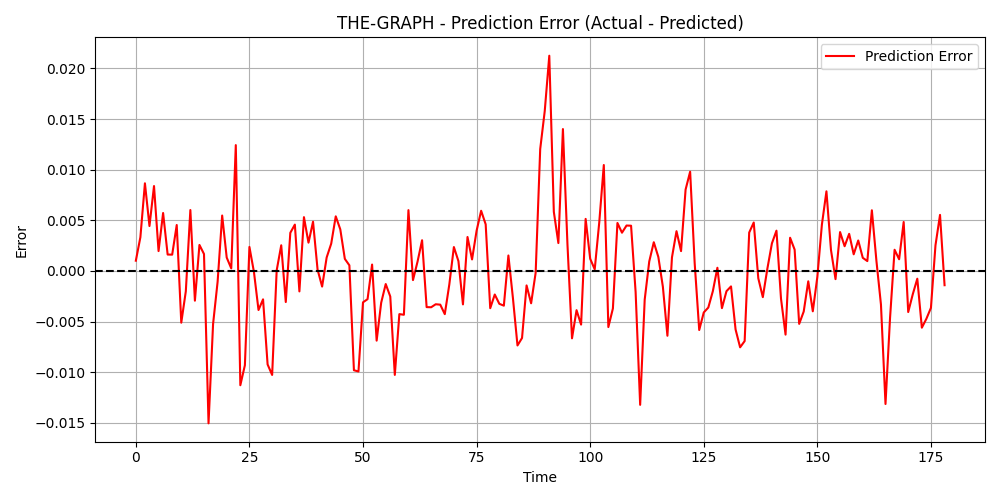 THE-GRAPH - Prediction Error (Actual - Predicted)
Prediction Error
0.020
0.015
0.010
0.005
0.000
−0.005
−0.010
−0.015
Error
0 25 50 75 100 125 150 175
Time